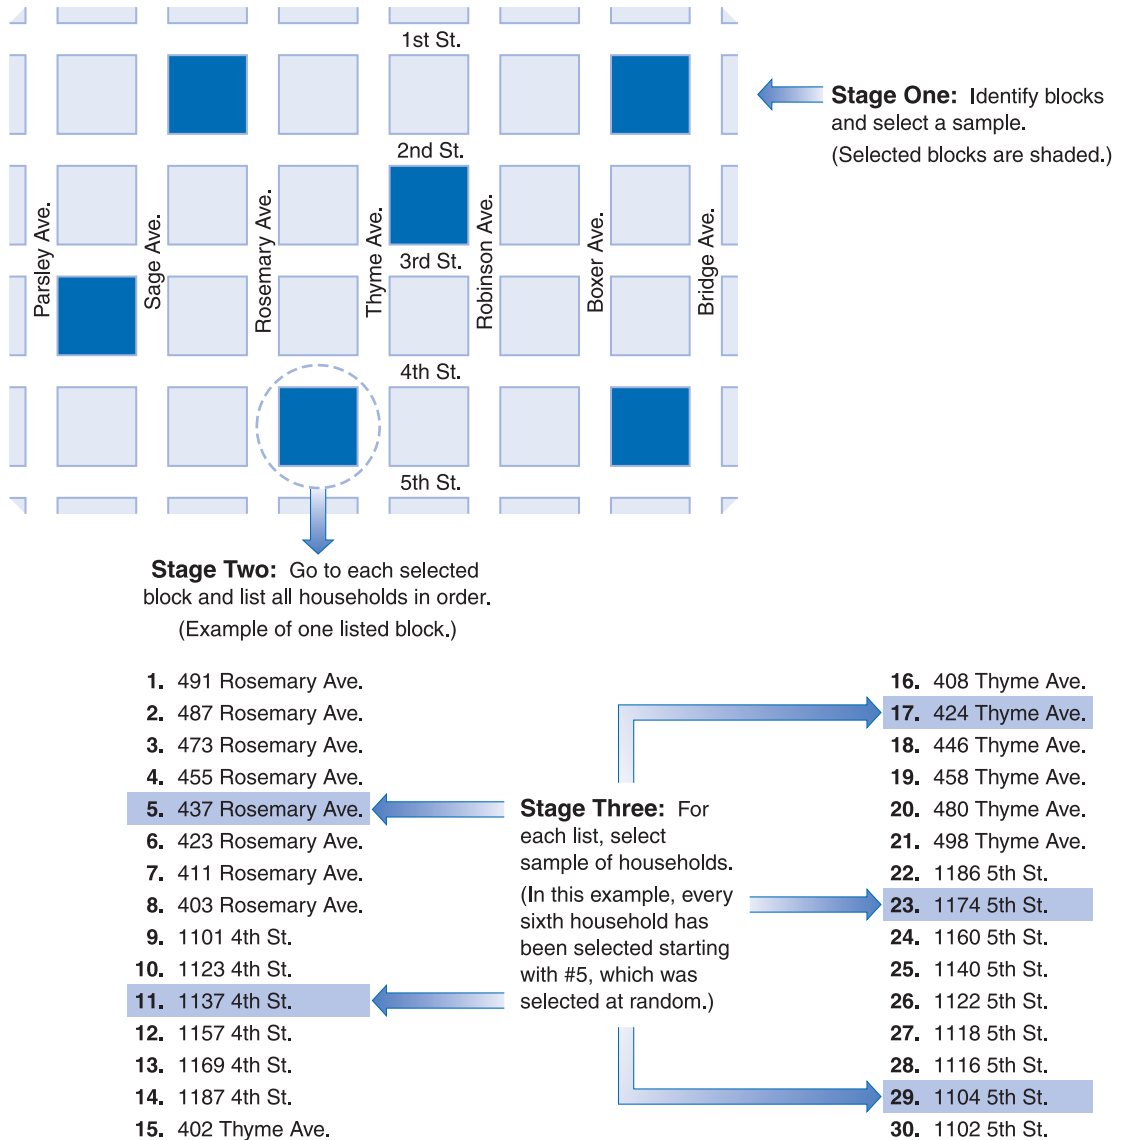 1st St.
2nd St.
3rd St.
4th St.
5th St.
Parsley Ave.
Sage Ave.
Rosemary Ave.
Thyme Ave.
Robinson Ave.
Boxer Ave.
Bridge Ave.
Stage One: Identify blocks
and select a sample.
(Selected blocks are shaded.)
Stage Two: Go to each selected
block and list all households in order.
(Example of one listed block.)
1. 491 Rosemary Ave.
2. 487 Rosemary Ave.
3. 473 Rosemary Ave.
4. 455 Rosemary Ave.
5. 437 Rosemary Ave.
6. 423 Rosemary Ave.
7. 411 Rosemary Ave.
8. 403 Rosemary Ave.
9. 1101 4th St.
10. 1123 4th St.
11. 1137 4th St.
12. 1157 4th St.
13. 1169 4th St.
14. 1187 4th St.
15. 402 Thyme Ave.
Stage Three: For
each list, select
sample of households.
(In this example, every
sixth household has
been selected starting
with #5, which was
selected at random.)
16. 408 Thyme Ave.
17. 424 Thyme Ave.
18. 446 Thyme Ave.
19. 458 Thyme Ave.
20. 480 Thyme Ave.
21. 498 Thyme Ave.
22. 1186 5th St.
23. 1174 5th St.
24. 1160 5th St.
25. 1140 5th St.
26. 1122 5th St.
27. 1118 5th St.
28. 1116 5th St.
29. 1104 5th St.
30. 1102 5th St.